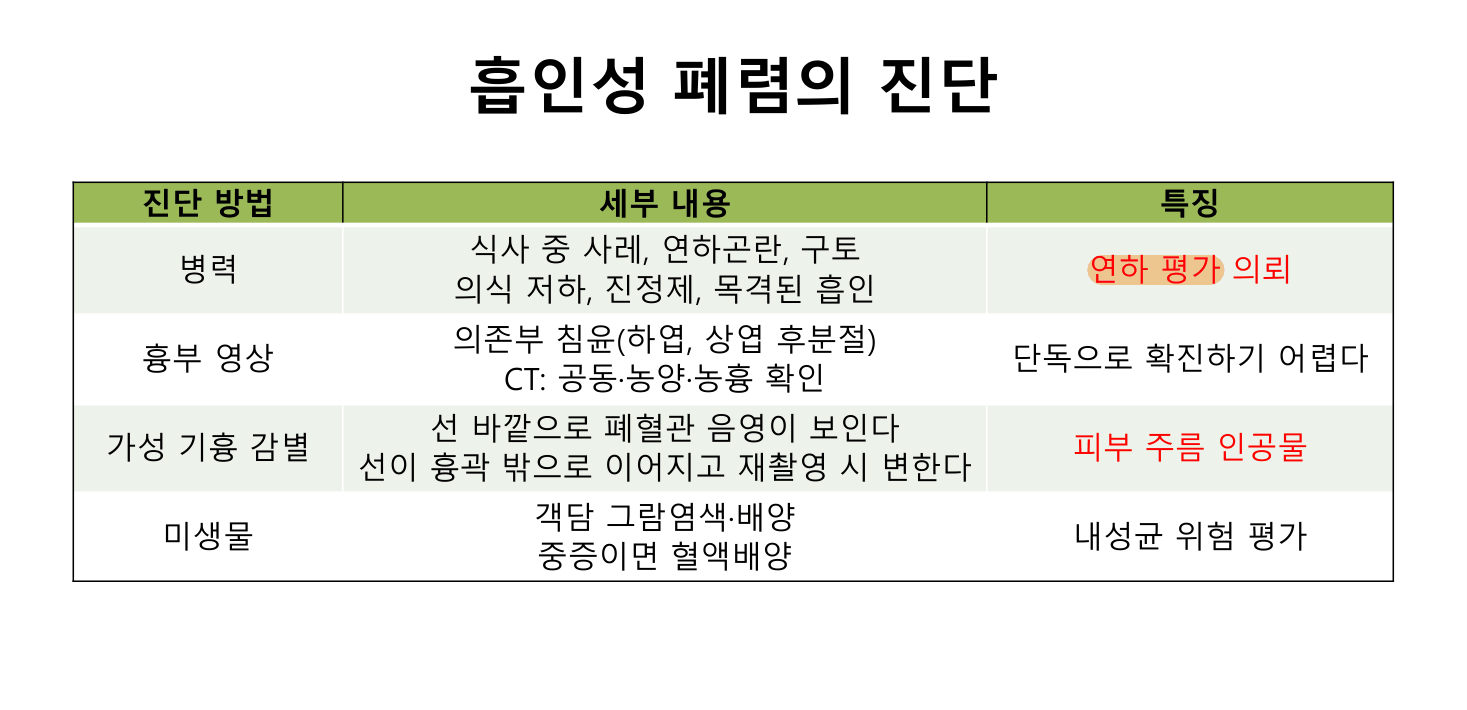 흡인성 폐렴의 진단
진단 방법
세부 내용
특징
병력
식사 중 사레, 연하곤란, 구토
의식 저하, 진정제, 목격된 흡인
연하 평가 의뢰
흉부 영상
의존부 침윤(하엽, 상엽 후분절)
CT: 공동·농양·농흉 확인
단독으로 확진하기 어렵다
가성 기흉 감별
선 바깥으로 폐혈관 음영이 보인다
선이 흉곽 밖으로 이어지고 재촬영 시 변한다
피부 주름 인공물
미생물
객담 그람염색·배양
중증이면 혈액배양
내성균 위험 평가